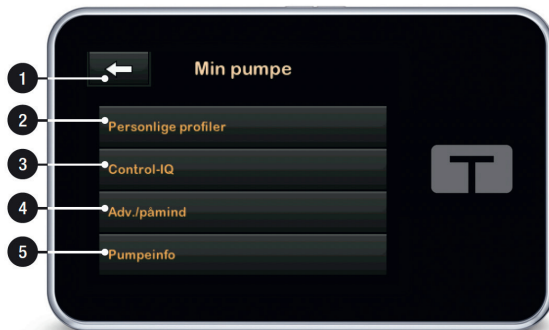 1
Min pumpe
2
Personlige profiler
3
Control-IQ
4
Adv./påmind
5
Pumpeinfo
T